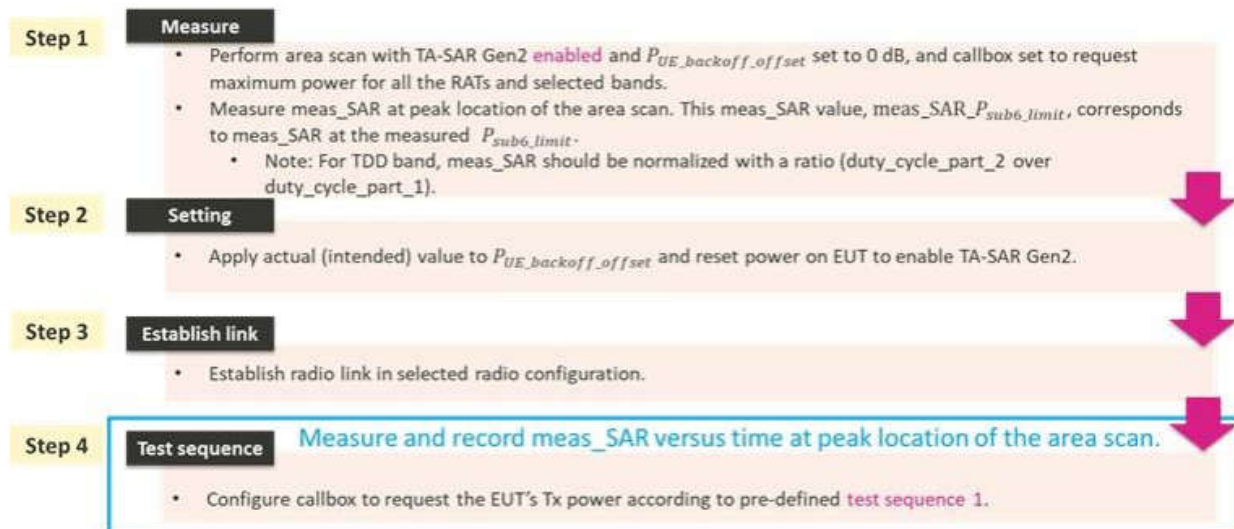 Step 1
Measure
• Perform area scan with TA-SAR Gen2 enabled and P_UE_backoff_offset set to 0 dB, and callbox set to request
maximum power for all the RATs and selected bands.
• Measure meas_SAR at peak location of the area scan. This meas_SAR value, meas_SAR_P_sub6_limit, corresponds
to meas_SAR at the measured P_sub6_limit.
• Note: For TDD band, meas_SAR should be normalized with a ratio (duty_cycle_part_2 over
duty_cycle_part_1).
Step 2
Setting
• Apply actual (intended) value to P_UE_backoff_offset and reset power on EUT to enable TA-SAR Gen2.
Step 3
Establish link
• Establish radio link in selected radio configuration.
Step 4
Test sequence
Measure and record meas_SAR versus time at peak location of the area scan.
• Configure callbox to request the EUT's Tx power according to pre-defined test sequence 1.